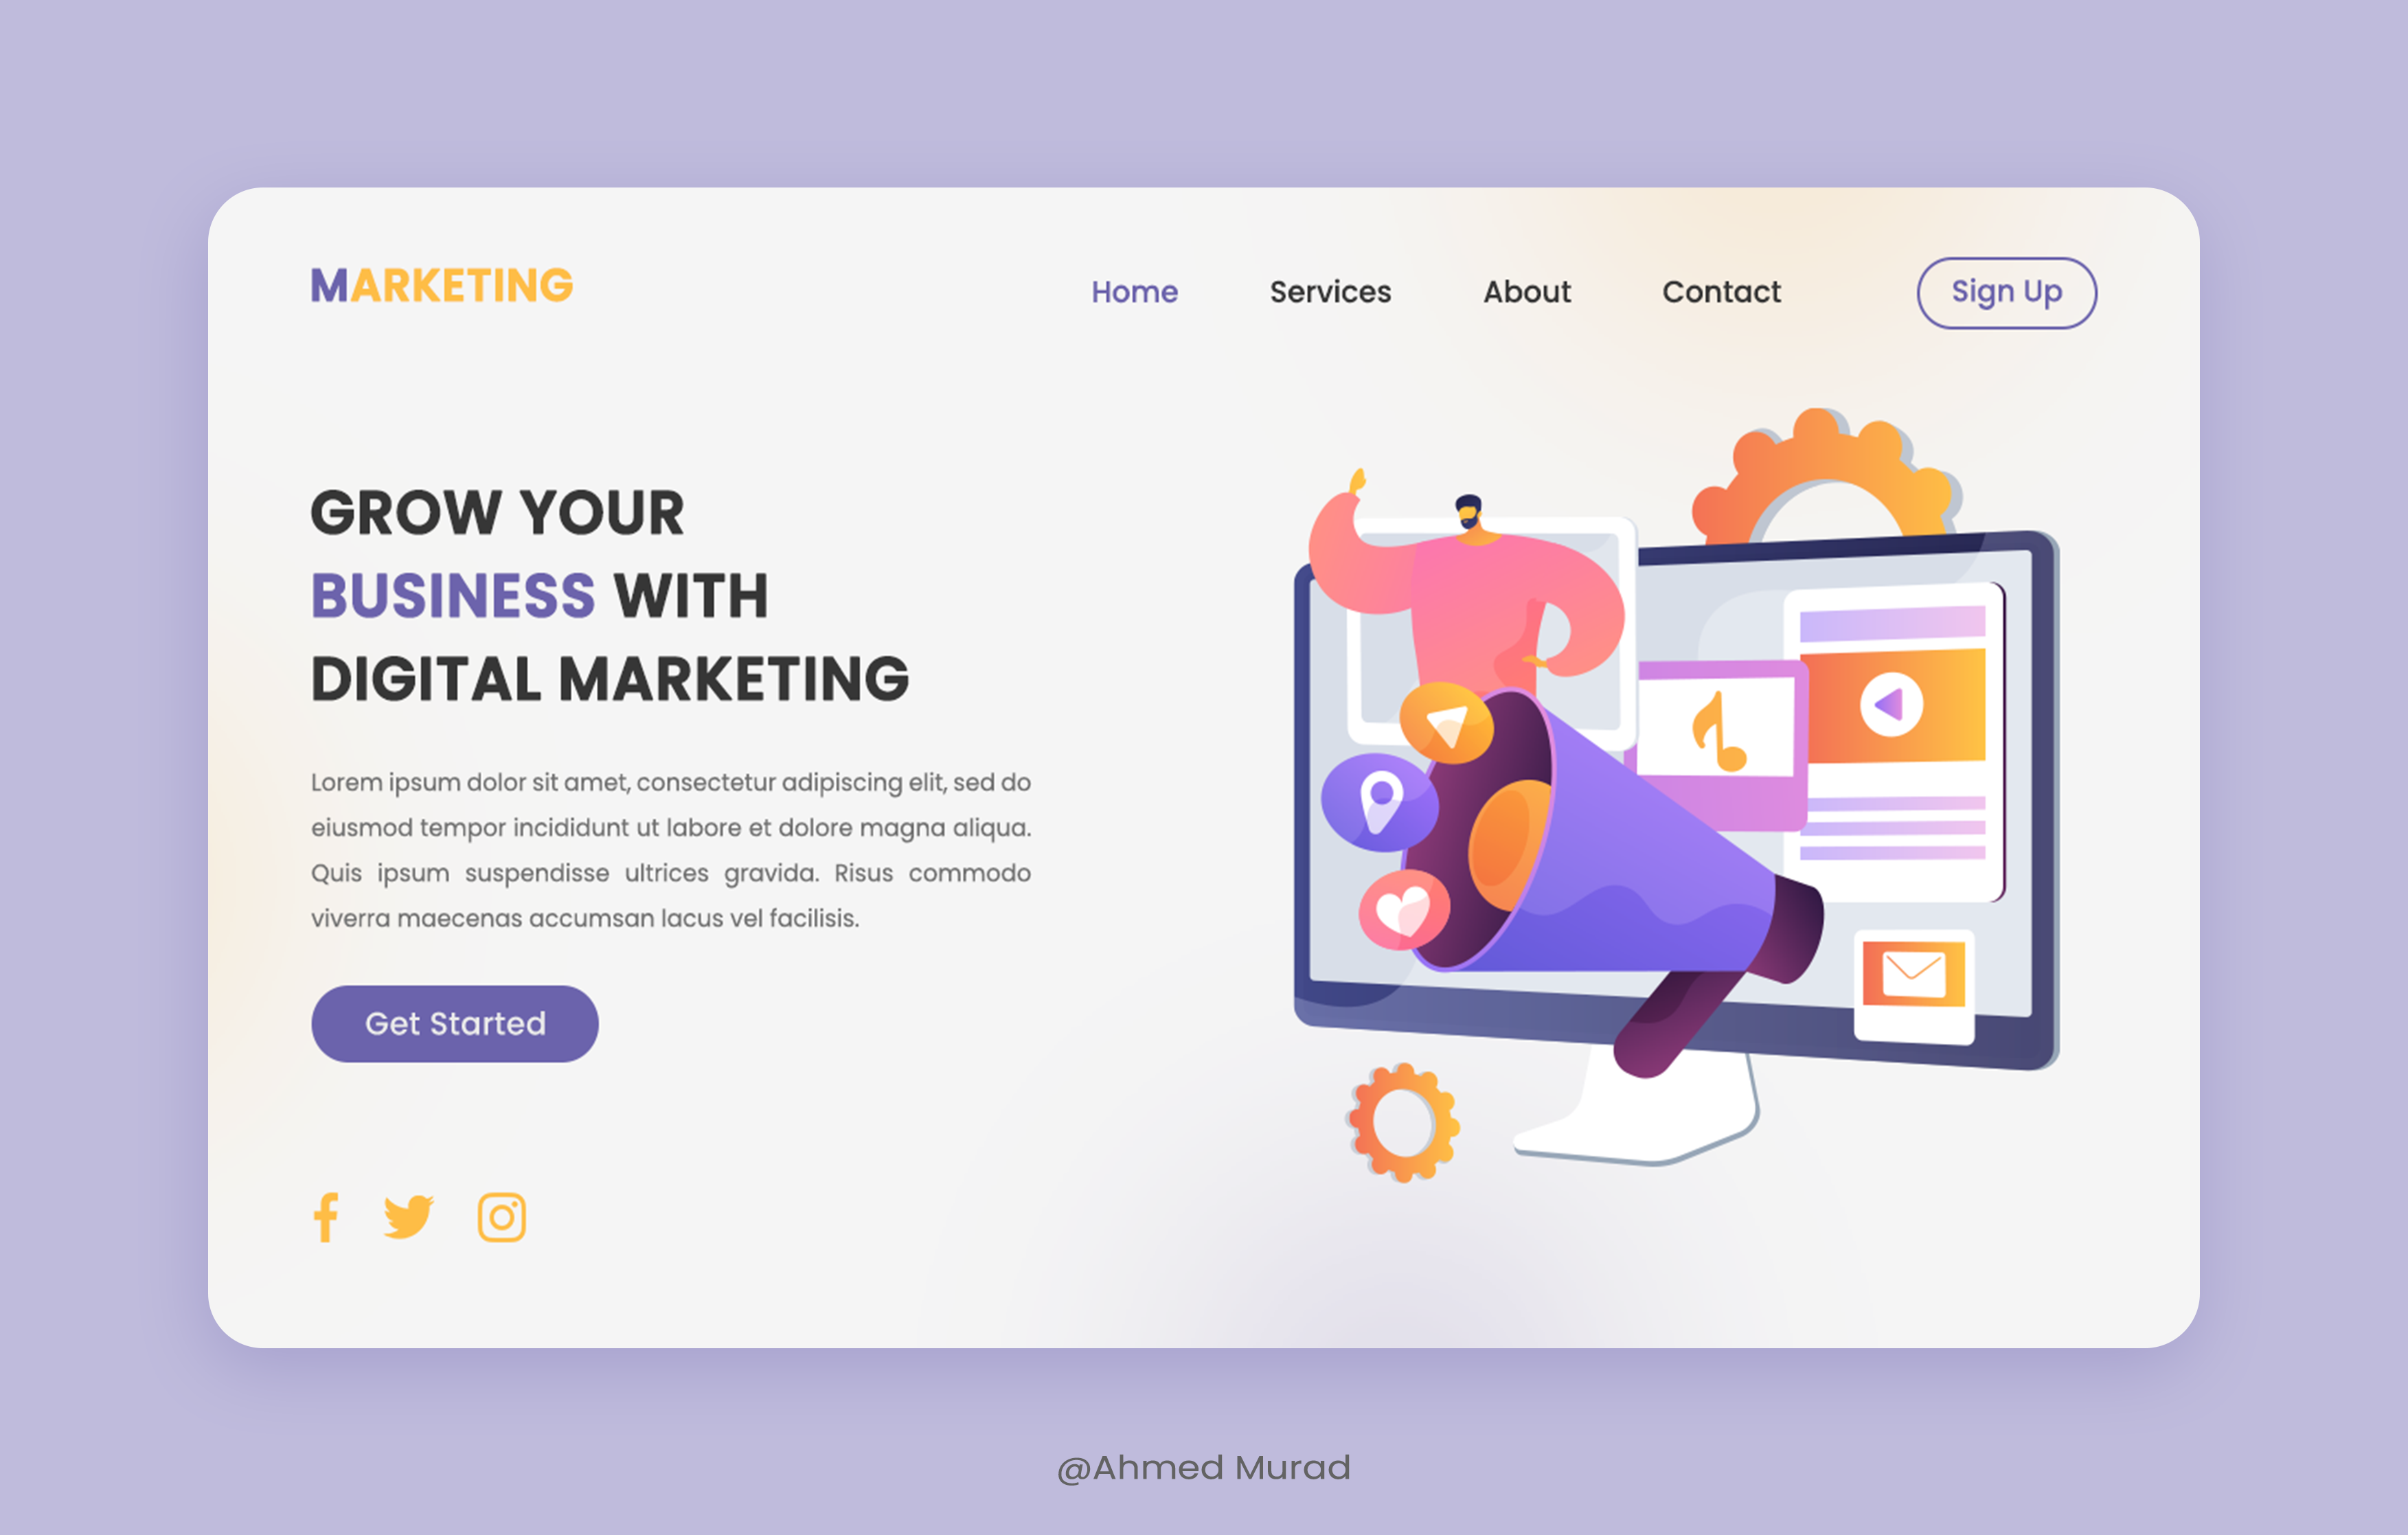 MARKETING
Home Services About Contact Sign Up
GROW YOUR
BUSINESS WITH
DIGITAL MARKETING
Lorem ipsum dolor sit amet, consectetur adipiscing elit, sed do
eiusmod tempor incididunt ut labore et dolore magna aliqua.
Quis ipsum suspendisse ultrices gravida. Risus commodo
viverra maecenas accumsan lacus vel facilisis.
Get Started
@Ahmed Murad